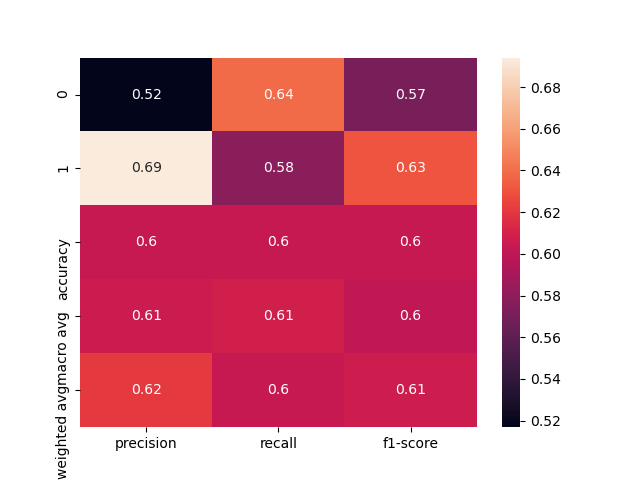 0 0.52 0.64 0.57
1 0.69 0.58 0.63
accuracy 0.6 0.6 0.6
macro avg 0.61 0.61 0.6
weighted avg 0.62 0.6 0.61
precision recall f1-score
0.68
0.66
0.64
0.62
0.60
0.58
0.56
0.54
0.52